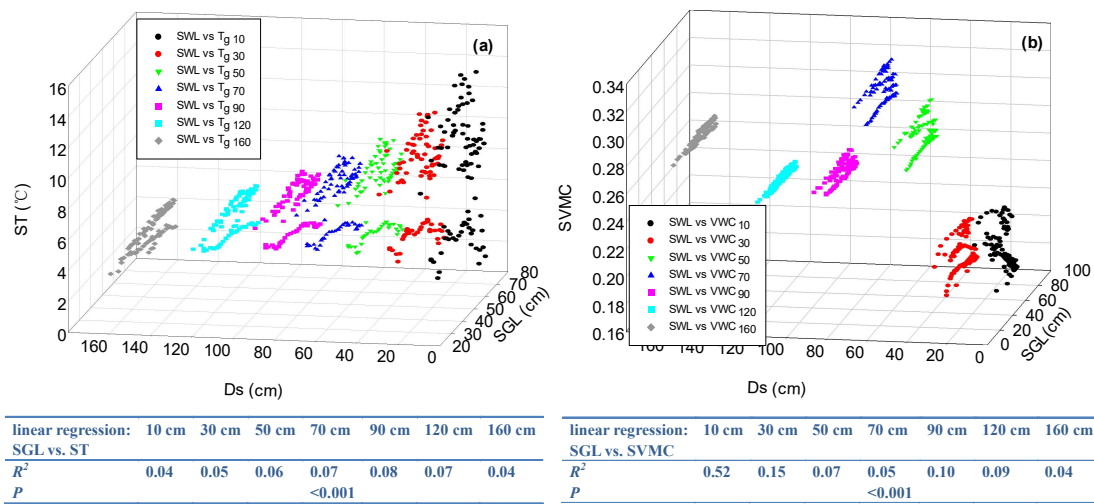 (a)
SWL vs Tg 10
SWL vs Tg 30
SWL vs Tg 50
SWL vs Tg 70
SWL vs Tg 90
SWL vs Tg 120
SWL vs Tg 160
16
14
12
10
8
6
4
2
0
ST (℃)
160 140 120 100 80 60 40 20 0
Ds (cm)
20 30 40 50 60 70 80
SGL (cm)
(b)
0.34
0.32
0.30
0.28
0.26
0.24
0.22
0.20
0.18
0.16
SVMC
SWL vs VWC 10
SWL vs VWC 30
SWL vs VWC 50
SWL vs VWC 70
SWL vs VWC 90
SWL vs VWC 120
SWL vs VWC 160
160 140 120 100 80 60 40 20 0
Ds (cm)
0 20 40 60 80 100
SGL (cm)
linear regression: 10 cm 30 cm 50 cm 70 cm 90 cm 120 cm 160 cm
SGL vs. ST
R² 0.04 0.05 0.06 0.07 0.08 0.07 0.04
P <0.001
linear regression: 10 cm 30 cm 50 cm 70 cm 90 cm 120 cm 160 cm
SGL vs. SVMC
R² 0.52 0.15 0.07 0.05 0.10 0.09 0.04
P <0.001